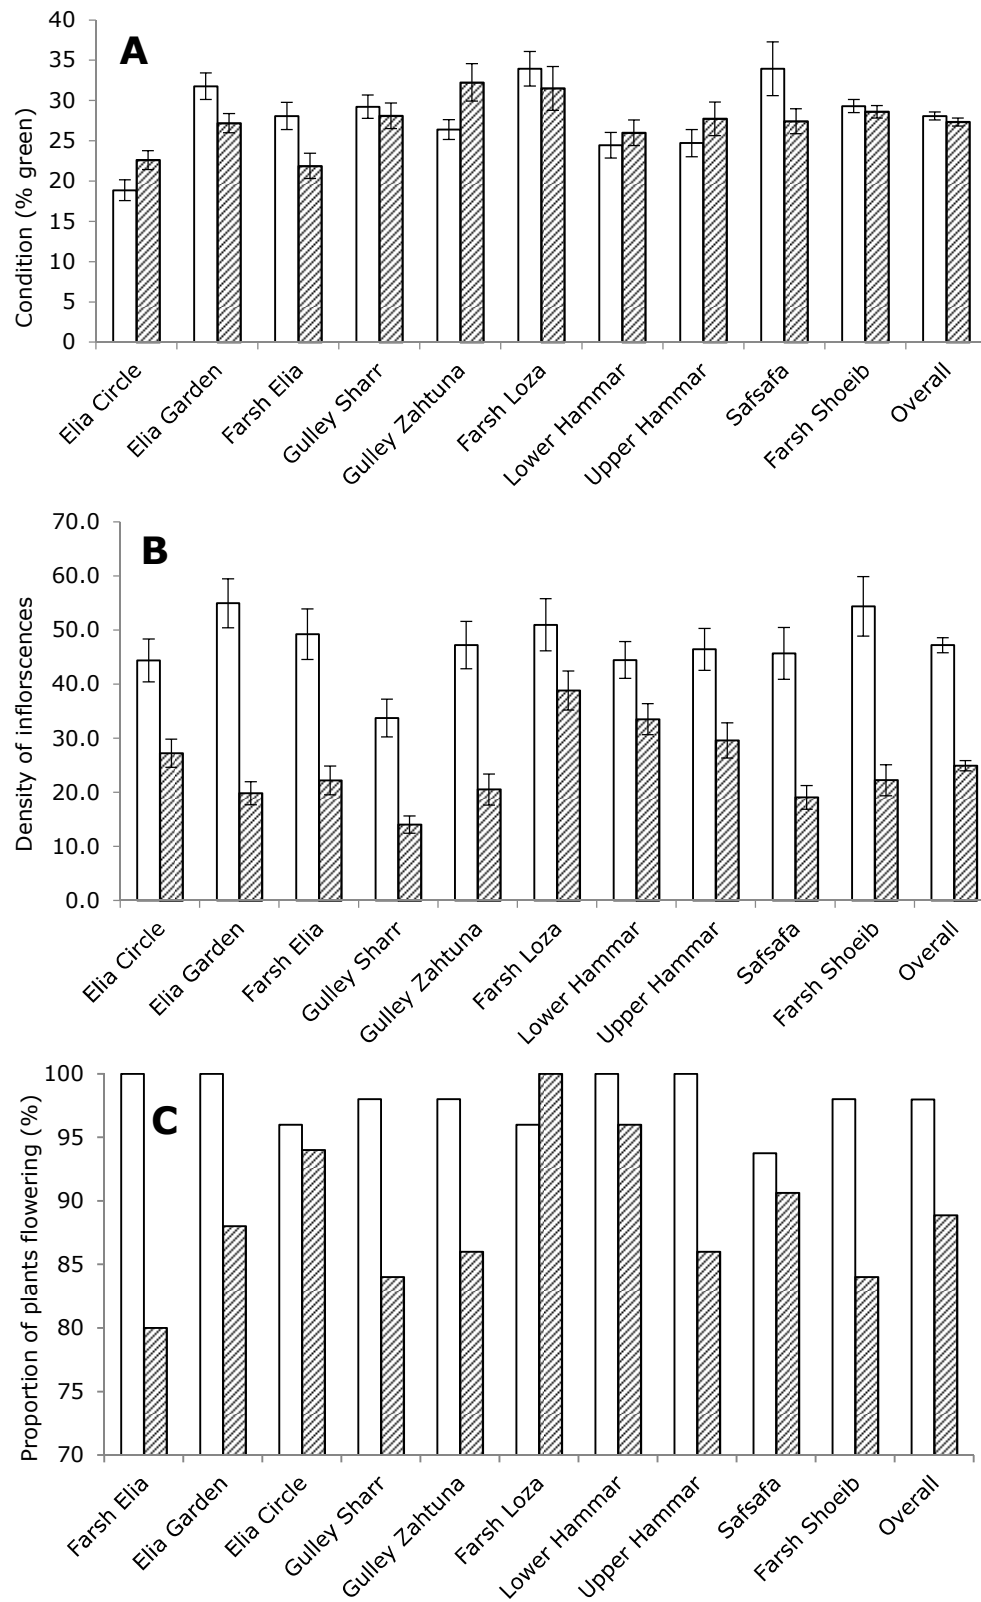 A
Condition (% green)
40
35
30
25
20
15
10
5
0
Elia Circle
Elia Garden
Farsh Elia
Gulley Sharr
Gulley Zahtuna
Farsh Loza
Lower Hammar
Upper Hammar
Safsafa
Farsh Shoeib
Overall
B
Density of inflorscences
70.0
60.0
50.0
40.0
30.0
20.0
10.0
0.0
Elia Circle
Elia Garden
Farsh Elia
Gulley Sharr
Gulley Zahtuna
Farsh Loza
Lower Hammar
Upper Hammar
Safsafa
Farsh Shoeib
Overall
C
Proportion of plants flowering (%)
100
95
90
85
80
75
70
Farsh Elia
Elia Garden
Elia Circle
Gulley Sharr
Gulley Zahtuna
Farsh Loza
Lower Hammar
Upper Hammar
Safsafa
Farsh Shoeib
Overall